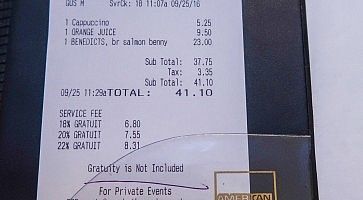 GUS M SvrCk: 18 11:07a 09/25/16
1 Cappuccino 5.25
1 ORANGE JUICE 9.50
1 BENEDICTS, br salmon benny 23.00
Sub Total: 37.75
Tax: 3.35
Sub Total: 41.10
09/25 11:29a TOTAL: 41.10
SERVICE FEE
18% GRATUIT 6.80
20% GRATUIT 7.55
22% GRATUIT 8.31
Gratuity is Not Included
For Private Events
AMERICAN